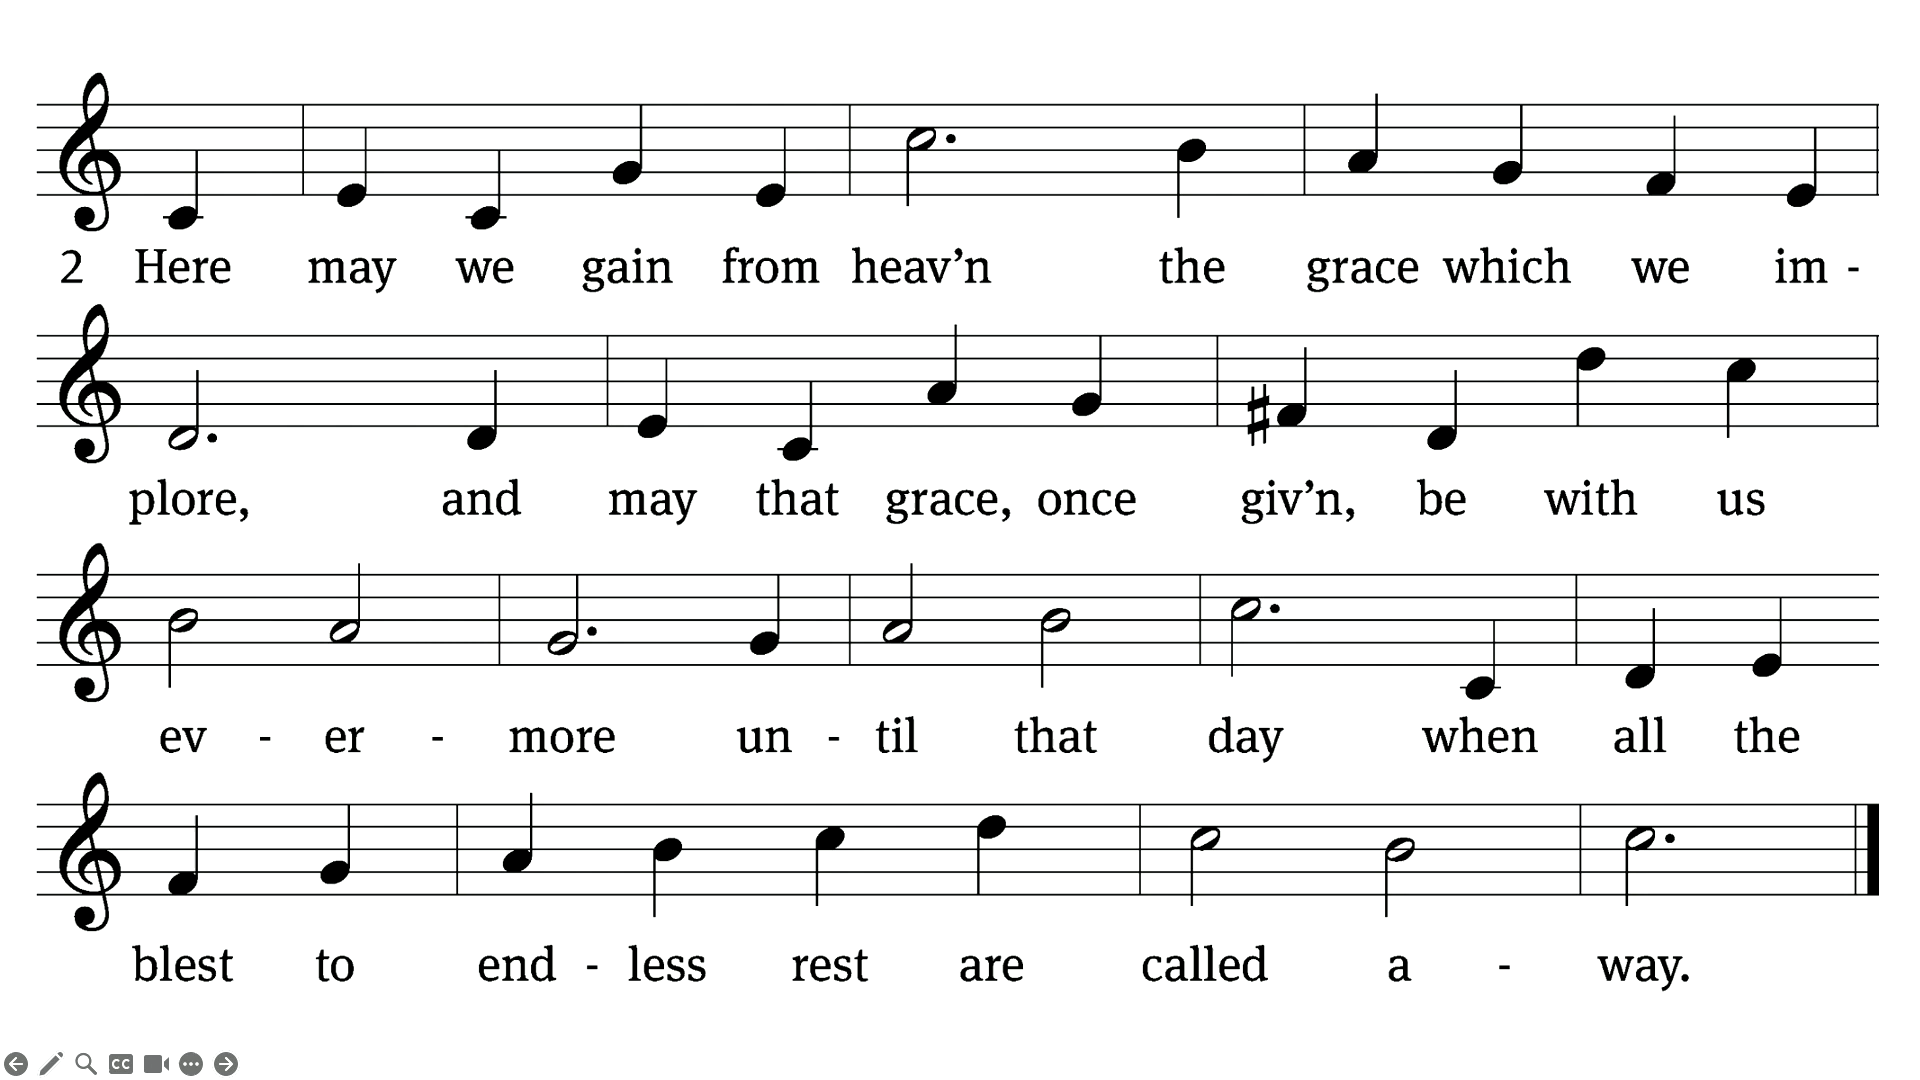 2 Here may we gain from heav’n the grace which we im -
plore, and may that grace, once giv’n, be with us
ev - er - more un - til that day when all the
blest to end - less rest are called a - way.
CC